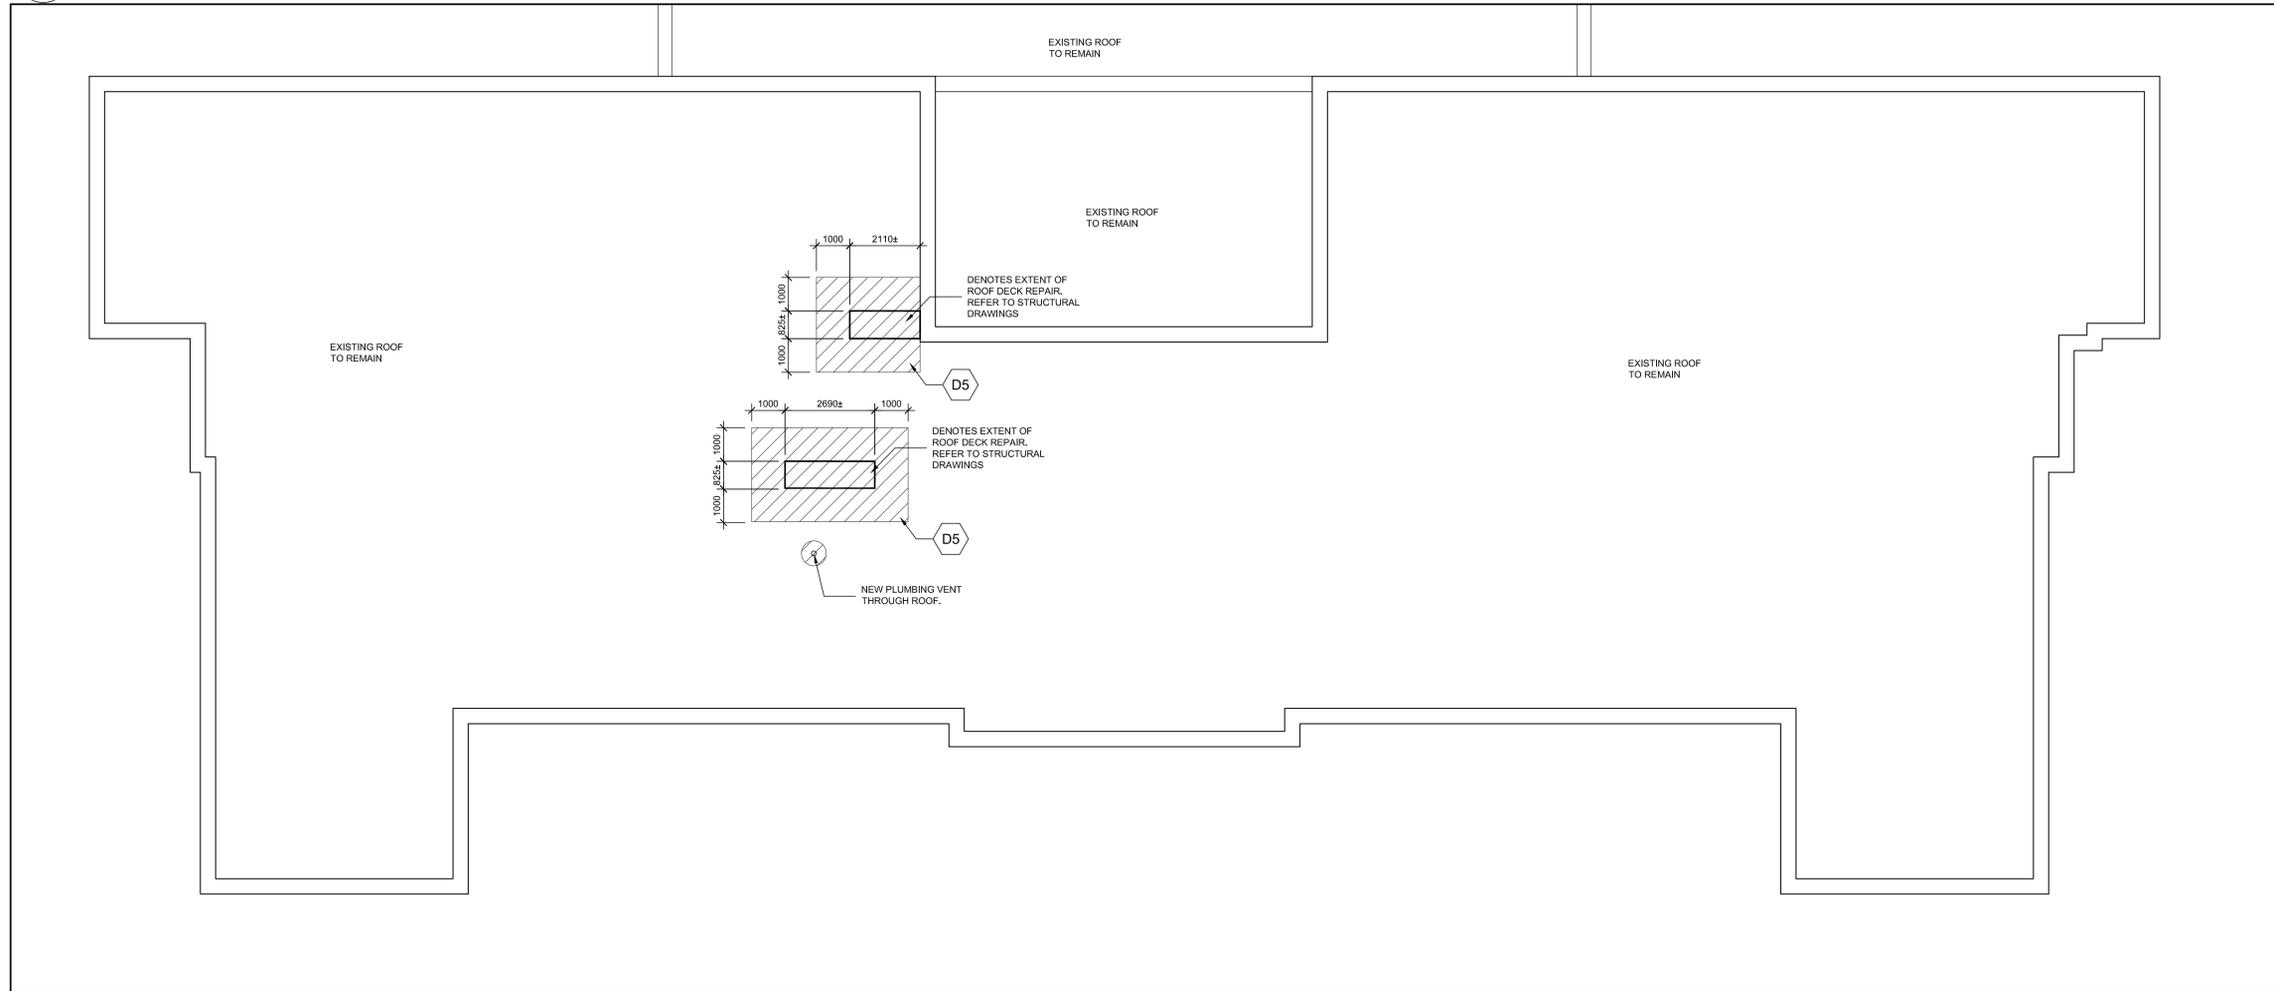 EXISTING ROOF
TO REMAIN
EXISTING ROOF
TO REMAIN
1000
2110±
1000
825±
1000
DENOTES EXTENT OF
ROOF DECK REPAIR.
REFER TO STRUCTURAL
DRAWINGS
EXISTING ROOF
TO REMAIN
EXISTING ROOF
TO REMAIN
D5
1000
2690±
1000
1000
825±
1000
DENOTES EXTENT OF
ROOF DECK REPAIR.
REFER TO STRUCTURAL
DRAWINGS
D5
NEW PLUMBING VENT
THROUGH ROOF.